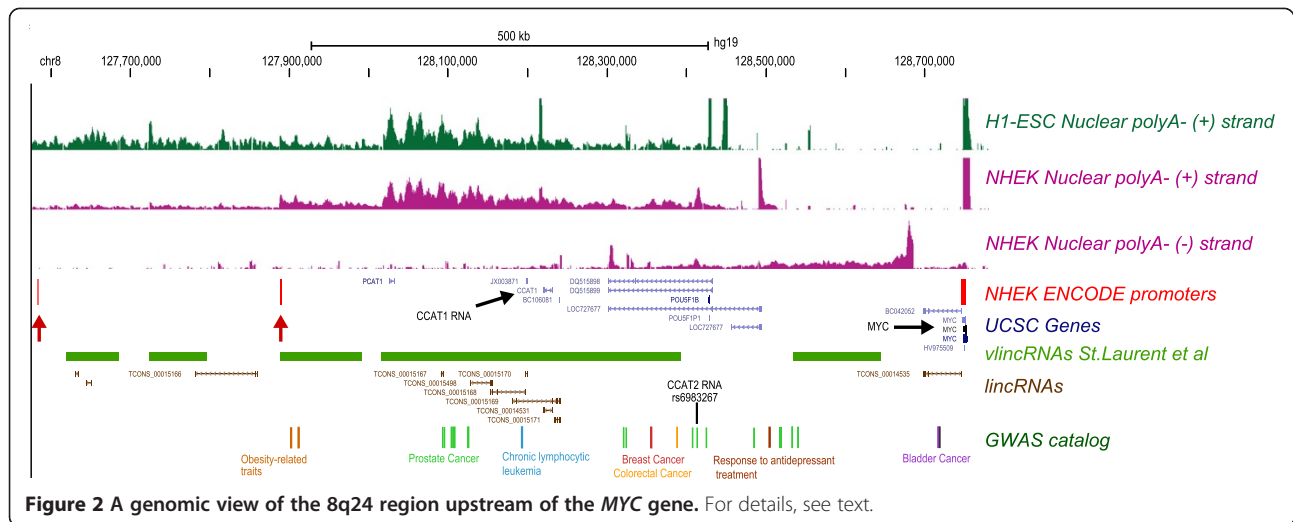 500 kb hg19
chr8 127,700,000 127,900,000 128,100,000 128,300,000 128,500,000 128,700,000
H1-ESC Nuclear polyA- (+) strand
NHEK Nuclear polyA- (+) strand
NHEK Nuclear polyA- (-) strand
PCAT1 JX003871 DQ515898
CCAT1 DQ515899
BC106081 POU5F1B
LOC727677 BC042052
POU5F1P1 MYC
LOC727677 MYC
MYC
HV975509
CCAT1 RNA
MYC
NHEK ENCODE promoters
UCSC Genes
vlincRNAs St.Laurent et al
TCONS_00015166 TCONS_00015167 TCONS_00015170 TCONS_00014535
TCONS_00015498
TCONS_00015168
TCONS_00015169
TCONS_00014531
TCONS_00015171
lincRNAs
CCAT2 RNA
rs6983267
GWAS catalog
Obesity-related
traits
Prostate Cancer
Chronic lymphocytic
leukemia
Breast Cancer
Colorectal Cancer
Response to antidepressant
treatment
Bladder Cancer
Figure 2 A genomic view of the 8q24 region upstream of the MYC gene. For details, see text.